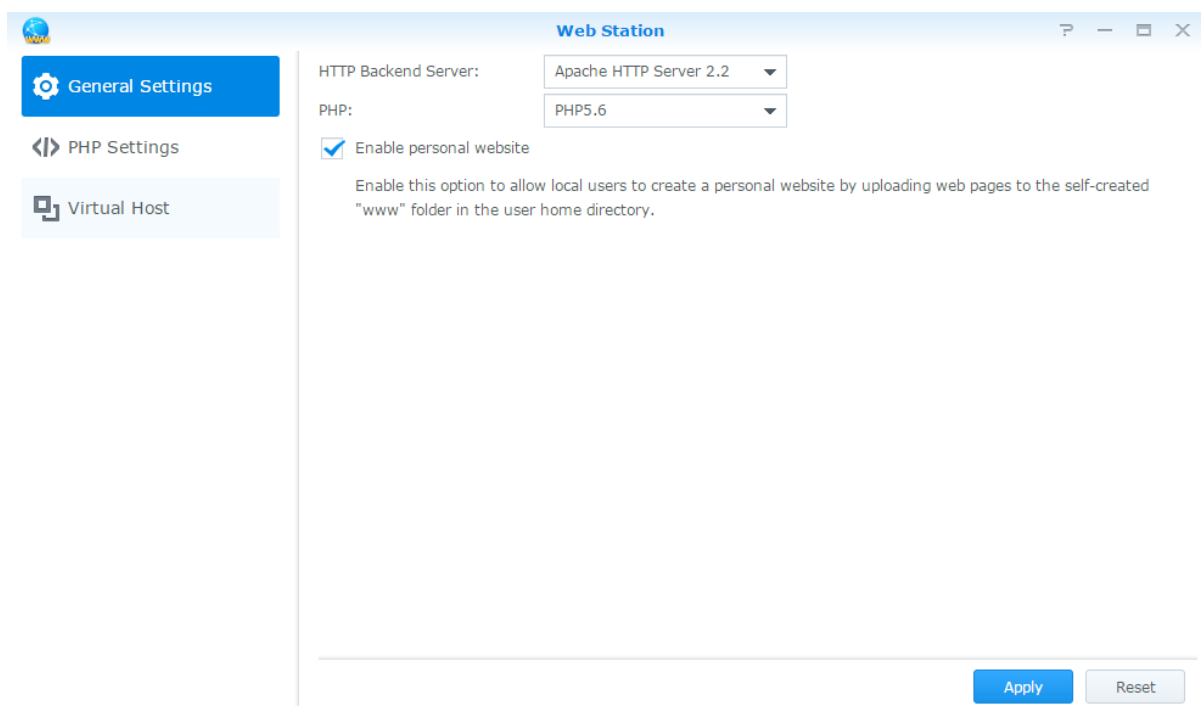 Web Station
General Settings
PHP Settings
Virtual Host
HTTP Backend Server: Apache HTTP Server 2.2
PHP: PHP5.6
Enable personal website
Enable this option to allow local users to create a personal website by uploading web pages to the self-created
"www" folder in the user home directory.
Apply Reset